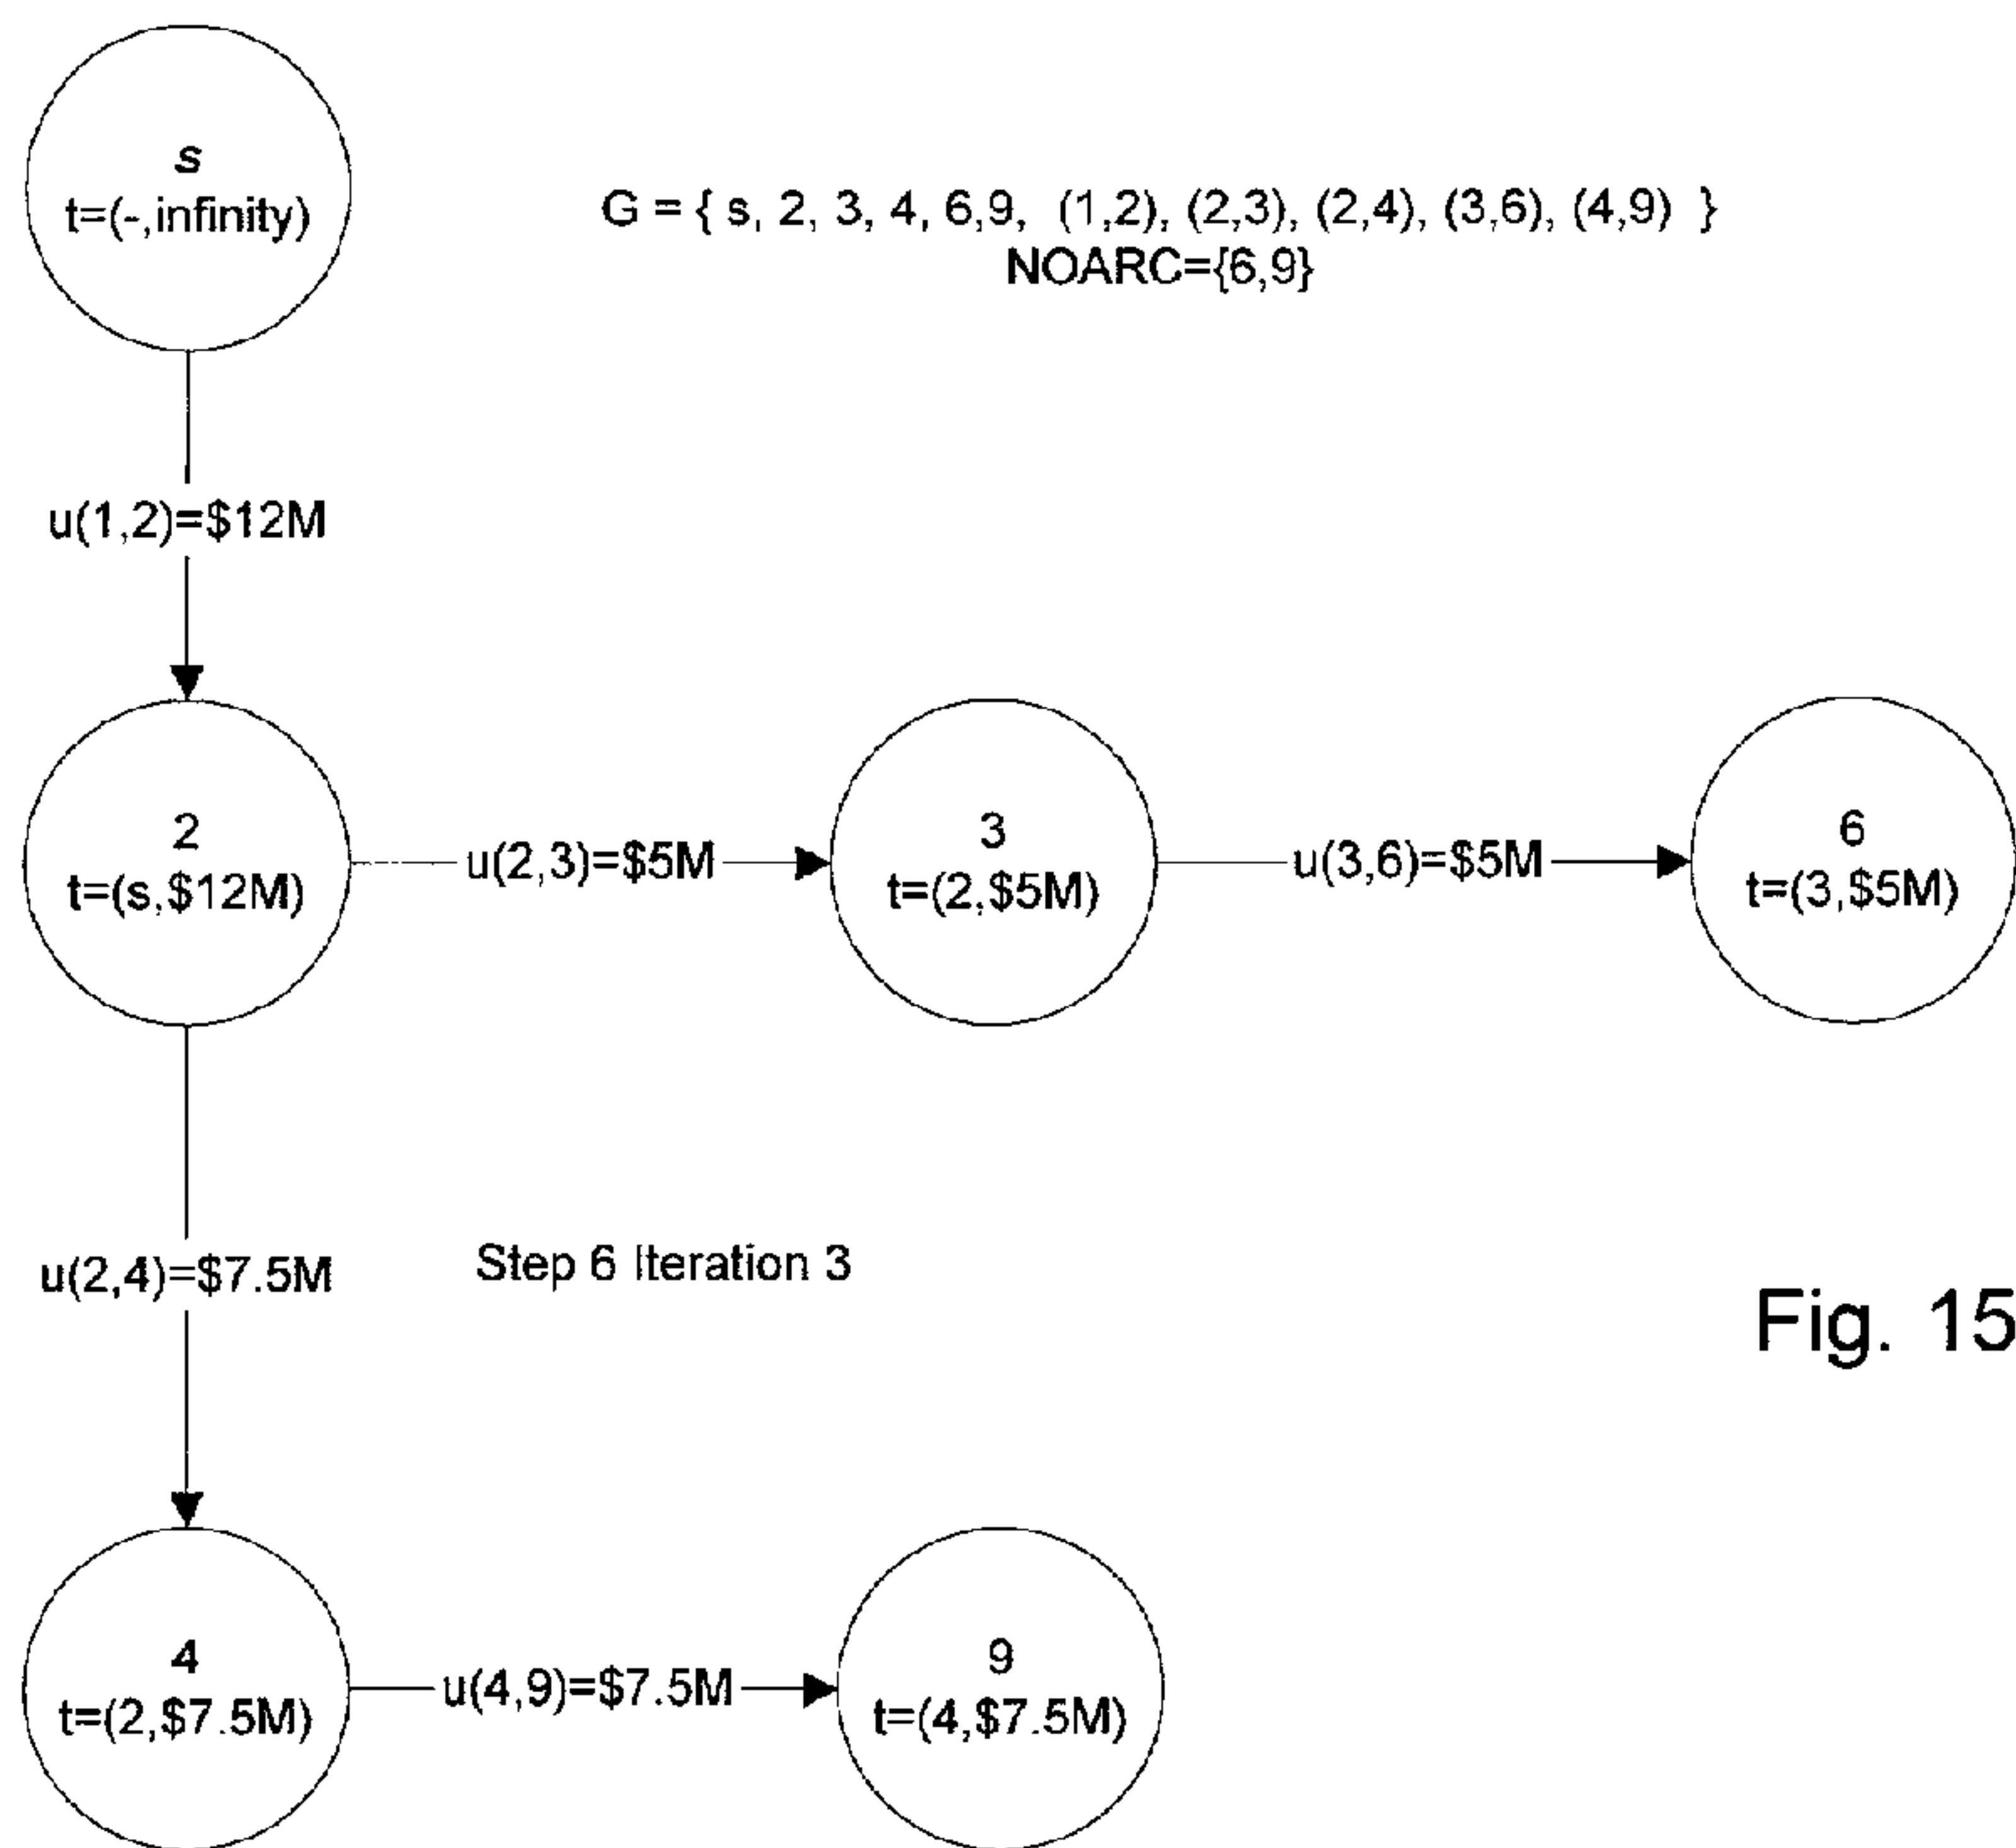 s
t=(-,infinity)
G = { s, 2, 3, 4, 6,9, (1,2), (2,3), (2,4), (3,6), (4,9) }
NOARC={6,9}
u(1,2)=$12M
2
t=(s,$12M)
u(2,3)=$5M
3
t=(2,$5M)
u(3,6)=$5M
6
t=(3,$5M)
u(2,4)=$7.5M
Step 6 Iteration 3
Fig. 15
4
t=(2,$7.5M)
u(4,9)=$7.5M
9
t=(4,$7.5M)